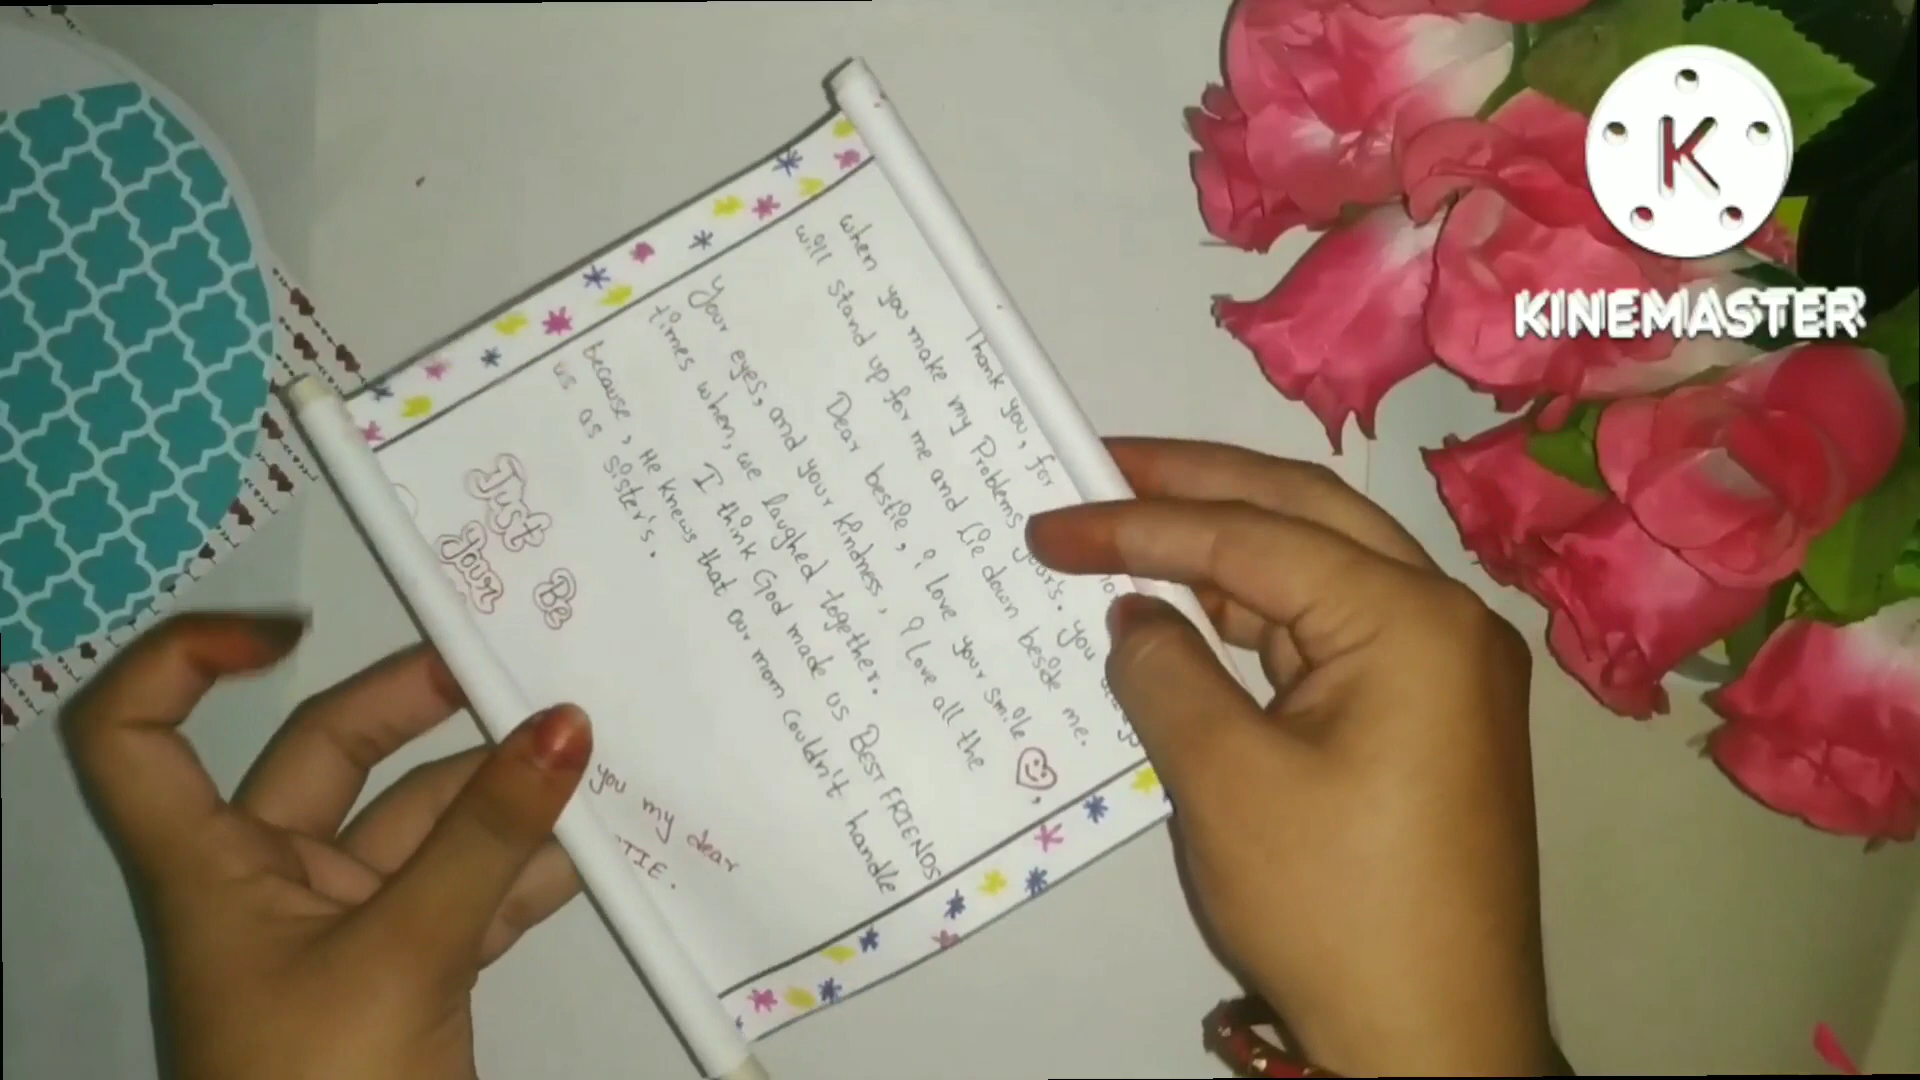 Thank you, for
when you make my Problems your's. you
will stand up for me and lie down beside me.
Dear bestie, I love your smile,
Your eyes, and your kindness, I love all the
times when, we laughed together.
I think God made us BEST FRIENDS
because, He knews that our mom couldn't handle
us as sister's.
Just Be
Your
you my dear
K
KINEMASTER